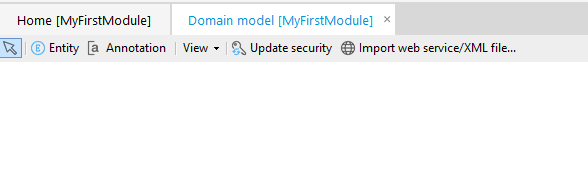 Home [MyFirstModule] Domain model [MyFirstModule] ×
E Entity a Annotation View Update security Import web service/XML file...